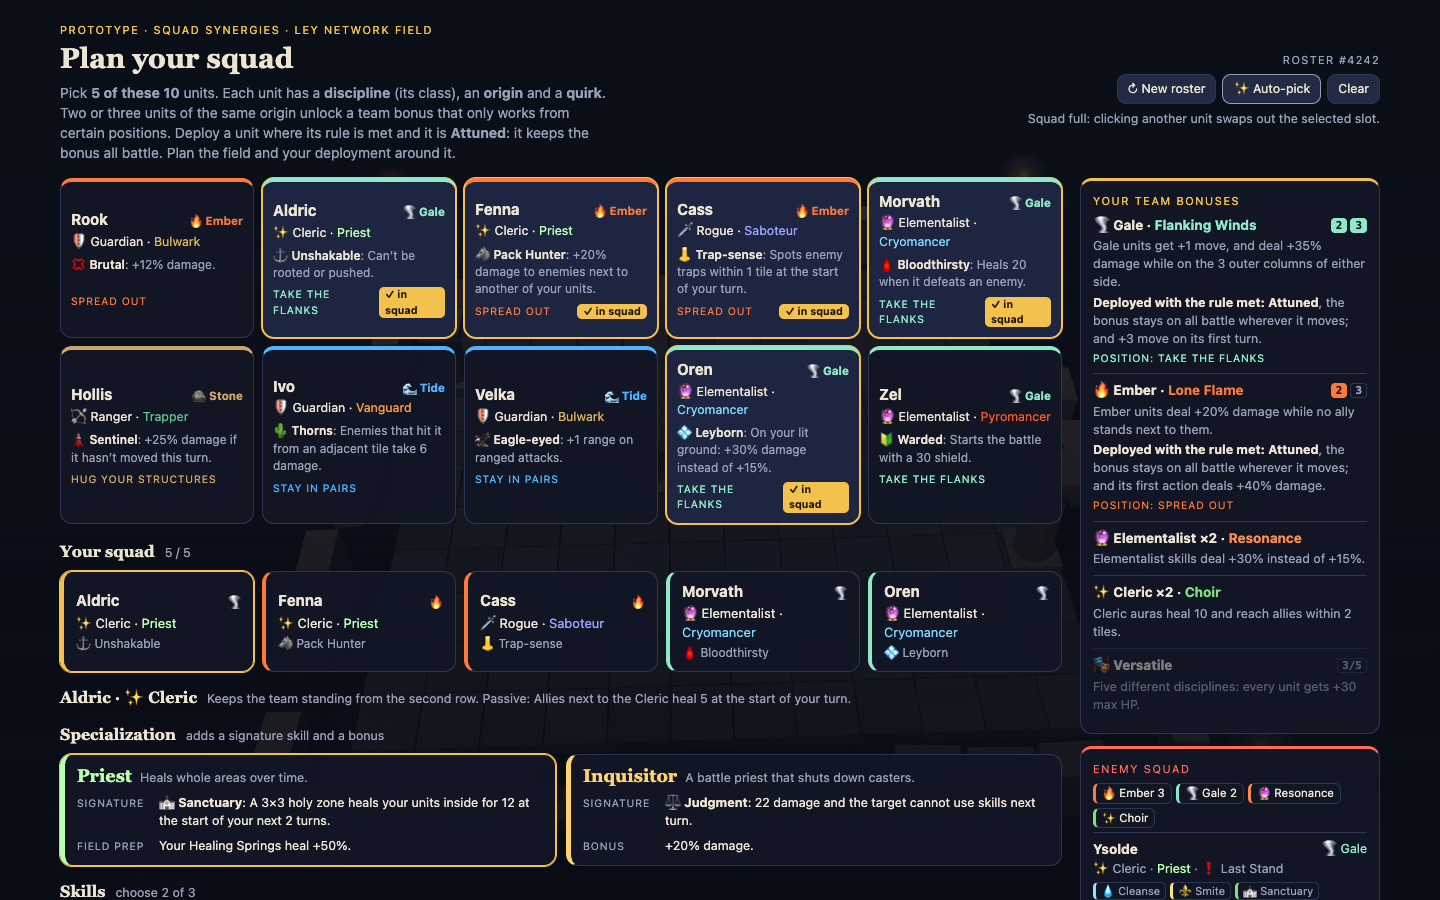 PROTOTYPE · SQUAD SYNERGIES · LEY NETWORK FIELD
Plan your squad
Pick 5 of these 10 units. Each unit has a discipline (its class), an origin and a quirk.
Two or three units of the same origin unlock a team bonus that only works from
certain positions. Deploy a unit where its rule is met and it is Attuned: it keeps the
bonus all battle. Plan the field and your deployment around it.
ROSTER #4242
↻ New roster
✨ Auto-pick
Clear
Squad full: clicking another unit swaps out the selected slot.
Rook
Ember
Guardian · Bulwark
Brutal: +12% damage.
SPREAD OUT
Aldric
Gale
Cleric · Priest
Unshakable: Can't be
rooted or pushed.
TAKE THE
FLANKS
✓ in
squad
Fenna
Ember
Cleric · Priest
Pack Hunter: +20%
damage to enemies next to
another of your units.
SPREAD OUT
✓ in squad
Cass
Ember
Rogue · Saboteur
Trap-sense: Spots enemy
traps within 1 tile at the start
of your turn.
SPREAD OUT
✓ in squad
Morvath
Gale
Elementalist ·
Cryomancer
Bloodthirsty: Heals 20
when it defeats an enemy.
TAKE THE
FLANKS
✓ in
squad
Hollis
Stone
Ranger · Trapper
Sentinel: +25% damage if
it hasn't moved this turn.
HUG YOUR STRUCTURES
Ivo
Tide
Guardian · Vanguard
Thorns: Enemies that hit it
from an adjacent tile take 6
damage.
STAY IN PAIRS
Velka
Tide
Guardian · Bulwark
Eagle-eyed: +1 range on
ranged attacks.
STAY IN PAIRS
Oren
Gale
Elementalist ·
Cryomancer
Leyborn: On your lit
ground: +30% damage
instead of +15%.
TAKE THE
FLANKS
✓ in
squad
Zel
Gale
Elementalist · Pyromancer
Warded: Starts the battle
with a 30 shield.
TAKE THE FLANKS
Your squad 5 / 5
Aldric
Cleric · Priest
Unshakable
Fenna
Cleric · Priest
Pack Hunter
Cass
Rogue · Saboteur
Trap-sense
Morvath
Elementalist ·
Cryomancer
Bloodthirsty
Oren
Elementalist ·
Cryomancer
Leyborn
Aldric · ✨ Cleric Keeps the team standing from the second row. Passive: Allies next to the Cleric heal 5 at the start of your turn.
Specialization adds a signature skill and a bonus
Priest Heals whole areas over time.
SIGNATURE Sanctuary: A 3×3 holy zone heals your units inside for 12 at
the start of your next 2 turns.
FIELD PREP Your Healing Springs heal +50%.
Inquisitor A battle priest that shuts down casters.
SIGNATURE Judgment: 22 damage and the target cannot use skills next
turn.
BONUS +20% damage.
Skills choose 2 of 3
YOUR TEAM BONUSES
Gale · Flanking Winds 2 3
Gale units get +1 move, and deal +35%
damage while on the 3 outer columns of either
side.
Deployed with the rule met: Attuned, the
bonus stays on all battle wherever it moves;
and +3 move on its first turn.
POSITION: TAKE THE FLANKS
Ember · Lone Flame 2 3
Ember units deal +20% damage while no ally
stands next to them.
Deployed with the rule met: Attuned, the
bonus stays on all battle wherever it moves;
and its first action deals +40% damage.
POSITION: SPREAD OUT
Elementalist ×2 · Resonance
Elementalist skills deal +30% instead of +15%.
Cleric ×2 · Choir
Cleric auras heal 10 and reach allies within 2
tiles.
Versatile 3/5
Five different disciplines: every unit gets +30
max HP.
ENEMY SQUAD
Ember 3
Gale 2
Resonance
Choir
Ysolde
Gale
Cleric · Priest · Last Stand
Cleanse
Smite
Sanctuary